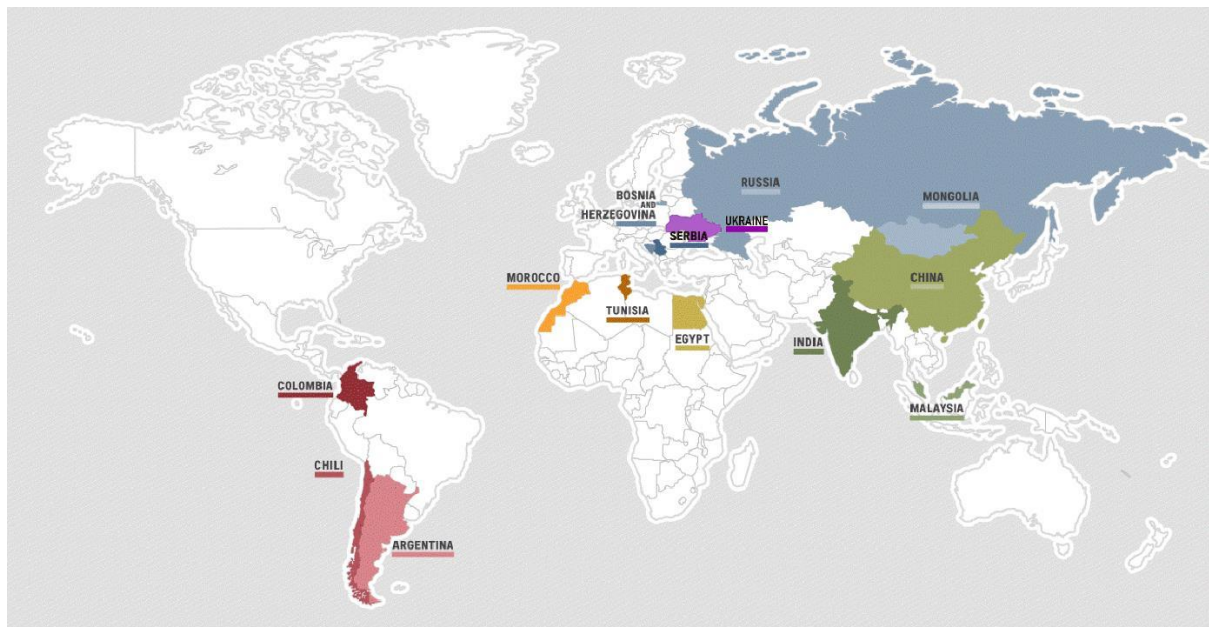 RUSSIA
BOSNIA
AND
HERZEGOVINA
MONGOLIA
UKRAINE
SERBIA
MOROCCO
CHINA
TUNISIA
EGYPT
INDIA
COLOMBIA
MALAYSIA
CHILI
ARGENTINA